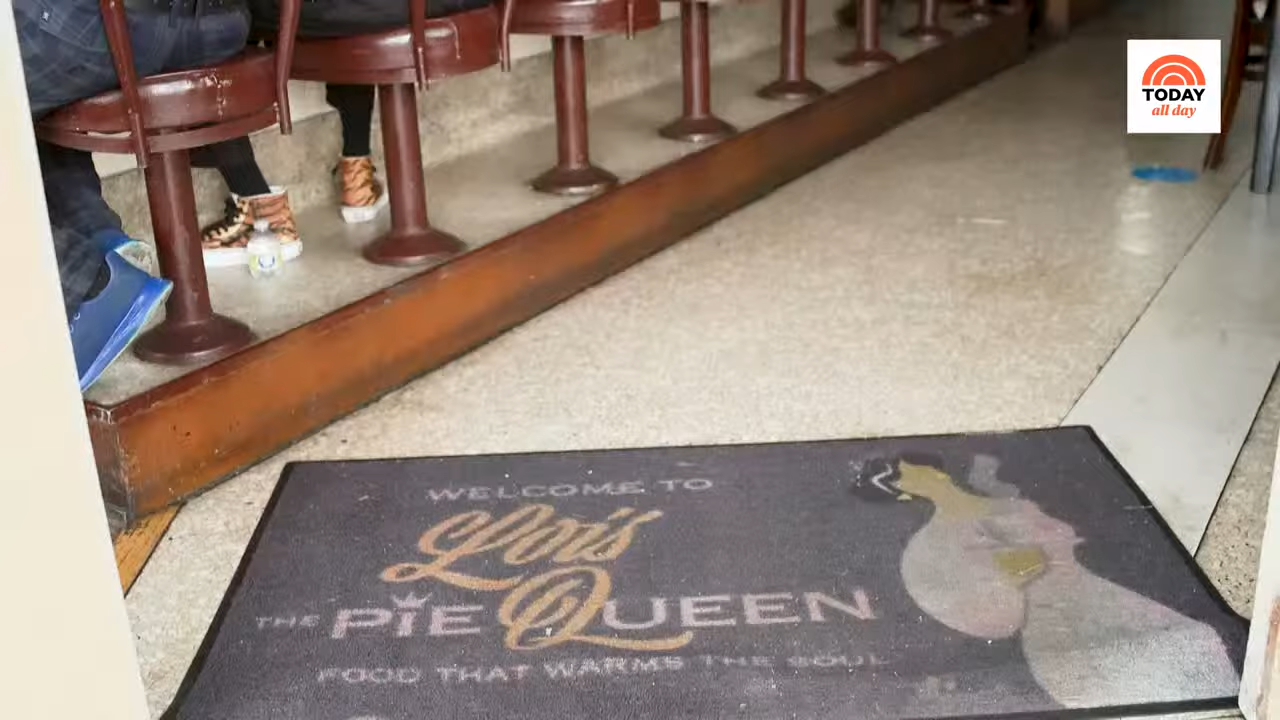 TODAY
all day
WELCOME TO
Lois
THE PIE QUEEN
FOOD THAT WARMS THE SOUL